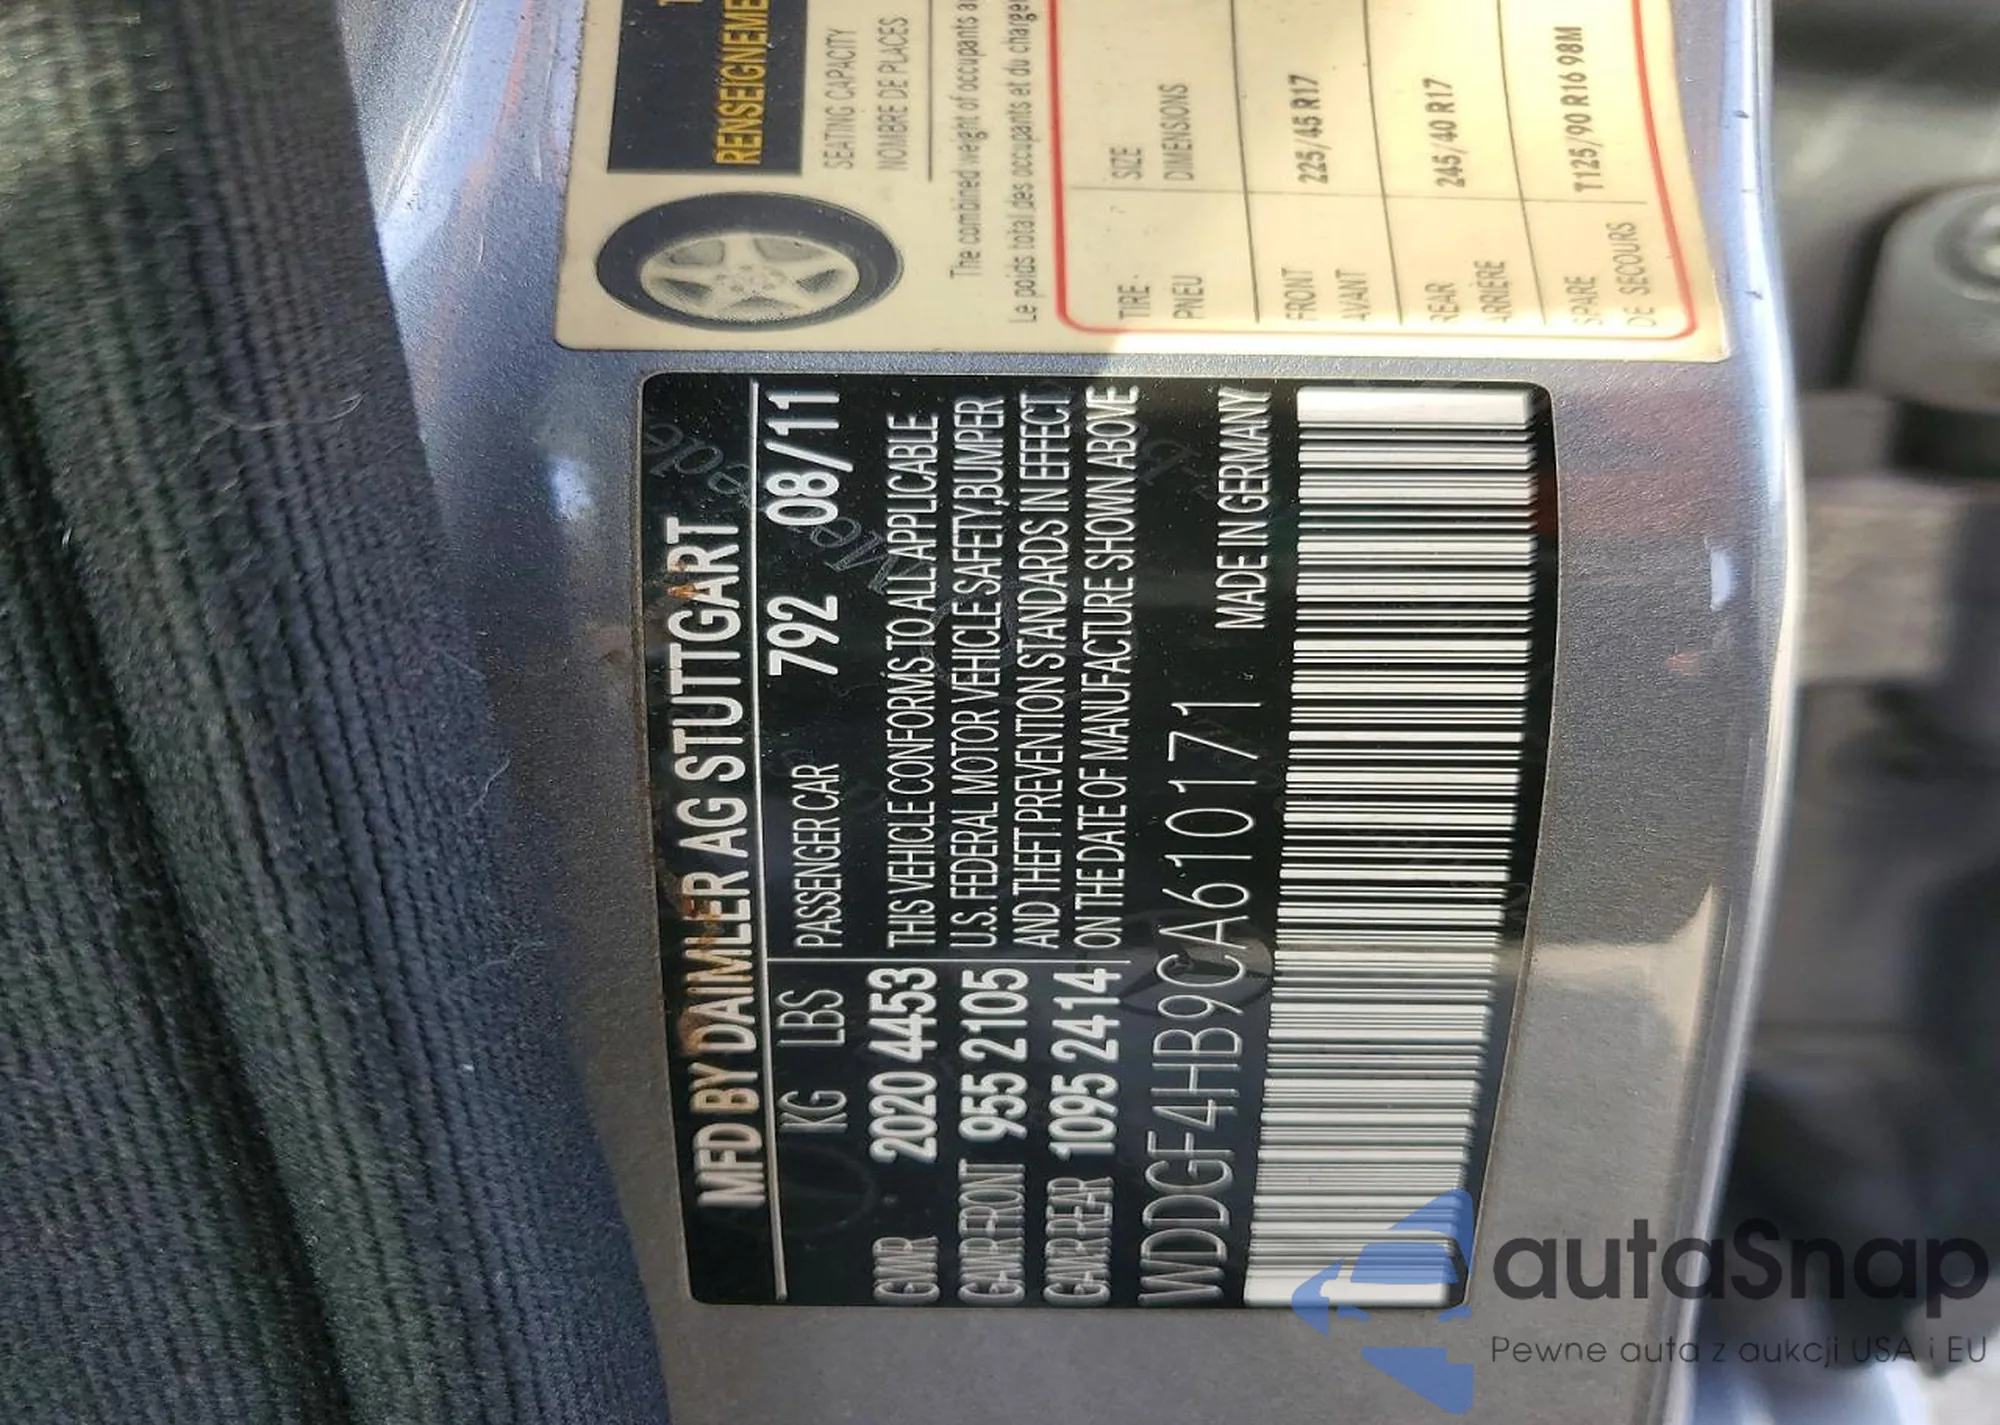 MFD BY DAIMLER AG STUTTGART
KG LBS PASSENGER CAR 792 08/11
GVWR 2020 4453 THIS VEHICLE CONFORMS TO ALL APPLICABLE
GAWR FRONT 955 2105 U.S. FEDERAL MOTOR VEHICLE SAFETY,BUMPER
GAWR REAR 1095 2414 AND THEFT PREVENTION STANDARDS IN EFFECT
ON THE DATE OF MANUFACTURE SHOWN ABOVE
WDDGF4HB9CA610171 MADE IN GERMANY
RENSEIGNEME
SEATING CAPACITY
NOMBRE DE PLACES
The combined weight of occupants a
Le poids total des occupants et du charge
TIRE SIZE
PNEU DIMENSIONS
FRONT 225/45 R17
AVANT
REAR 245/40 R17
ARRIÈRE
SPARE T125/90 R16 98M
DE SECOURS
autaSnap
Pewne auta z aukcji USA i EU